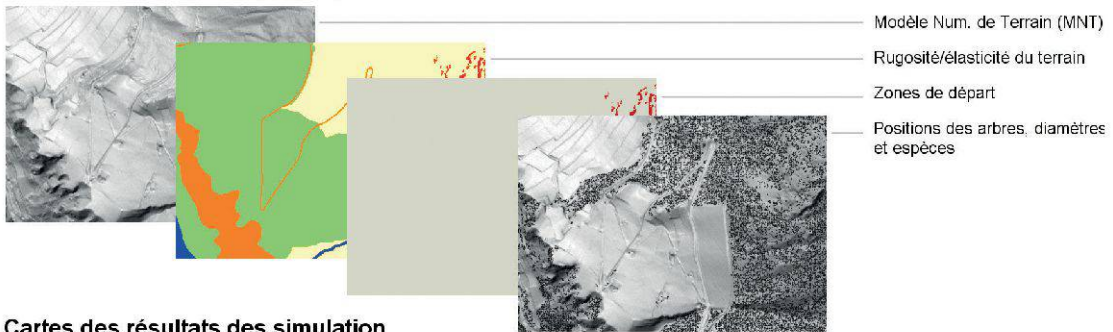 Modèle Num. de Terrain (MNT)
Rugosité/élasticité du terrain
Zones de départ
Positions des arbres, diamètres
et espèces
Cartes des résultats des simulation